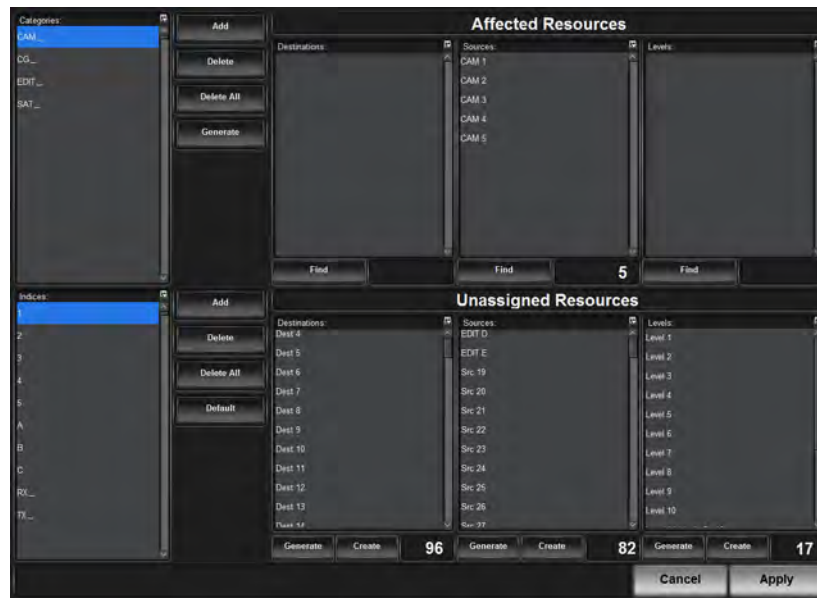 Categories:
CAM_
CG_
EDIT_
SAT_
Add
Delete
Delete All
Generate
Affected Resources
Destinations:
Sources:
CAM 1
CAM 2
CAM 3
CAM 4
CAM 5
Levels:
Find
Find
5
Find
Indices:
1
2
3
4
5
A
B
C
RX_
TX_
Add
Delete
Delete All
Default
Unassigned Resources
Destinations:
Dest 4
Dest 5
Dest 6
Dest 7
Dest 8
Dest 9
Dest 10
Dest 11
Dest 12
Dest 13
Dest 14
Sources:
EDIT D
EDIT E
Src 19
Src 20
Src 21
Src 22
Src 23
Src 24
Src 25
Src 26
Src 27
Levels:
Level 1
Level 2
Level 3
Level 4
Level 5
Level 6
Level 7
Level 8
Level 9
Level 10
Generate
Create
96
Generate
Create
82
Generate
Create
17
Cancel
Apply